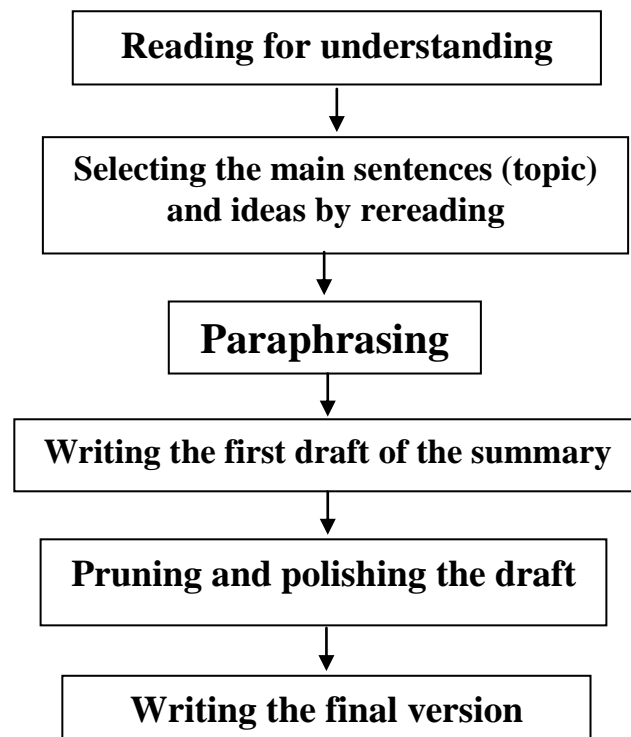 Reading for understanding
Selecting the main sentences (topic)
and ideas by rereading
Paraphrasing
Writing the first draft of the summary
Pruning and polishing the draft
Writing the final version